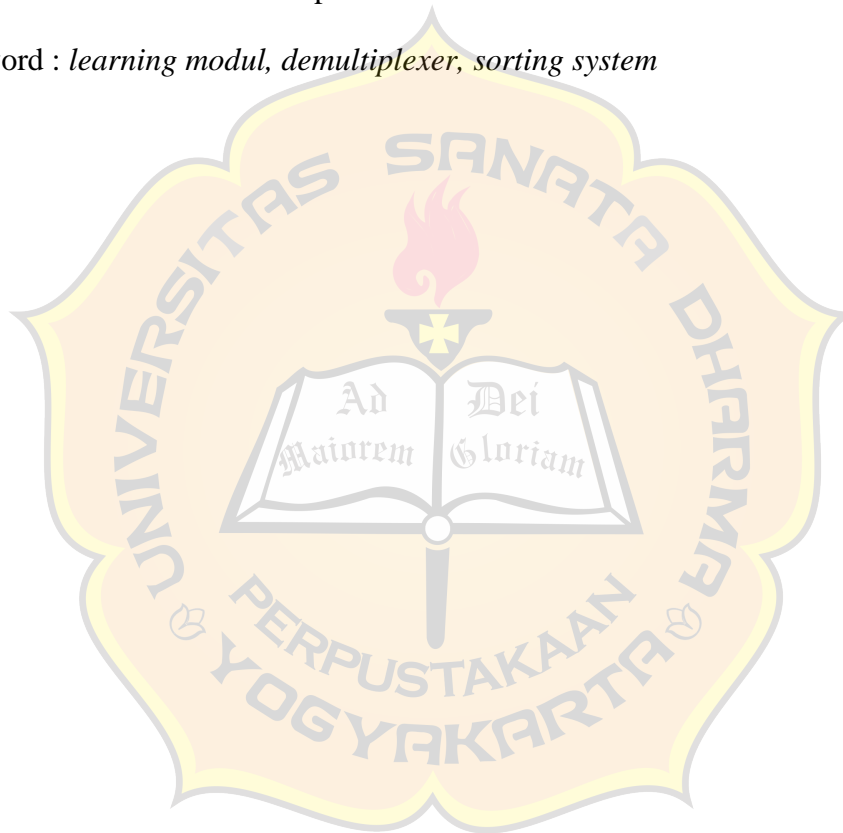 ord : learning modul, demultiplexer, sorting system
UNIVERSITAS SANATA DHARMA
Ad Dei
Maiorem Gloriam
PERPUSTAKAAN
YOGYAKARTA